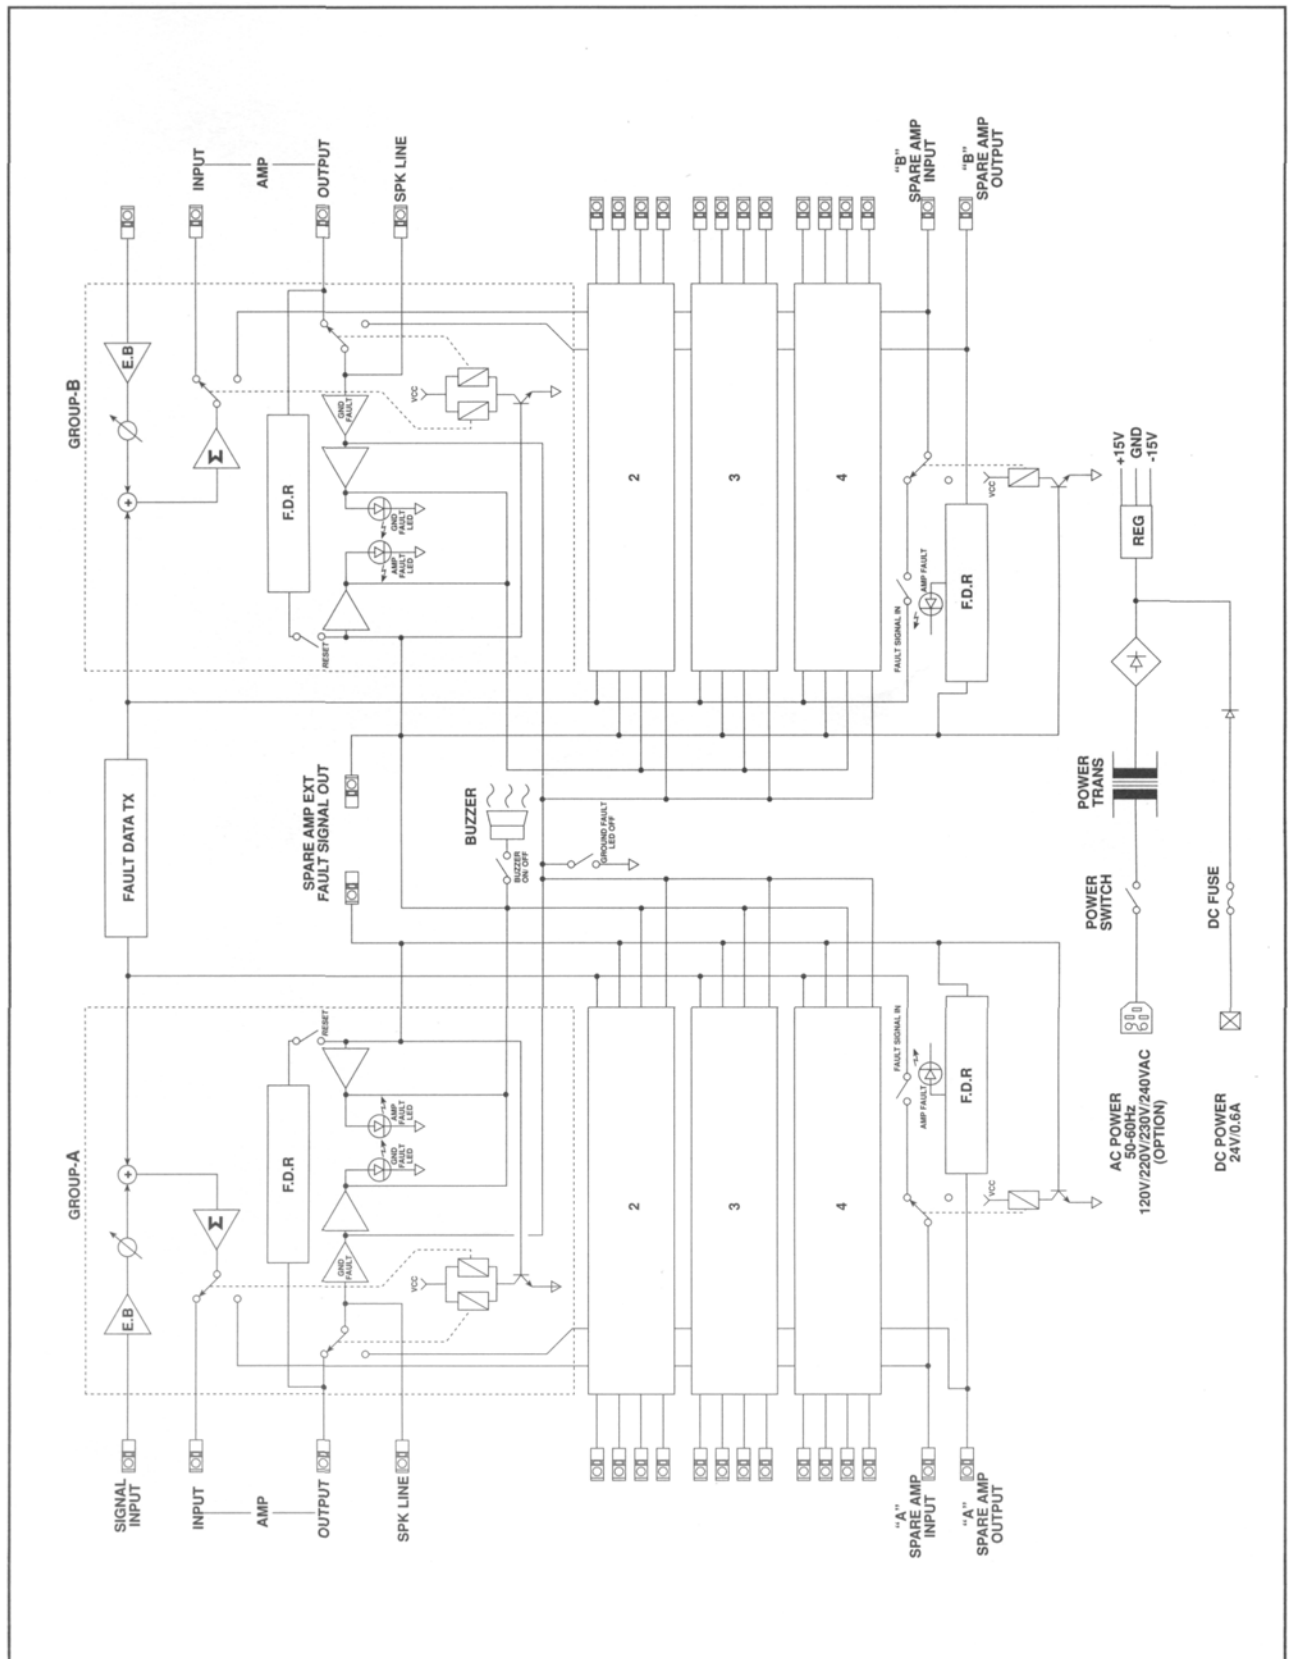 GROUP-A
GROUP-B
SIGNAL
INPUT
E.B
+
Σ
FAULT DATA TX
+
Σ
E.B
INPUT
AMP
OUTPUT
INPUT
AMP
OUTPUT
F.D.R
RESET
SPARE AMP EXT
FAULT SIGNAL OUT
RESET
F.D.R
SPK LINE
GND
FAULT
GND
FAULT
LED
AMP
FAULT
LED
AMP
FAULT
LED
GND
FAULT
LED
GND
FAULT
SPK LINE
VCC
VCC
BUZZER
BUZZER
ON/ OFF
GROUND FAULT
LED OFF
2
2
3
3
4
4
"A"
SPARE AMP
INPUT
FAULT SIGNAL IN
FAULT SIGNAL IN
"B"
SPARE AMP
INPUT
AMP FAULT
AMP FAULT
"A"
SPARE AMP
OUTPUT
F.D.R
F.D.R
"B"
SPARE AMP
OUTPUT
VCC
VCC
AC POWER
50-60Hz
120V/220V/230V/240VAC
(OPTION)
POWER
SWITCH
POWER
TRANS
REG
+15V
GND
-15V
DC POWER
24V/0.6A
DC FUSE